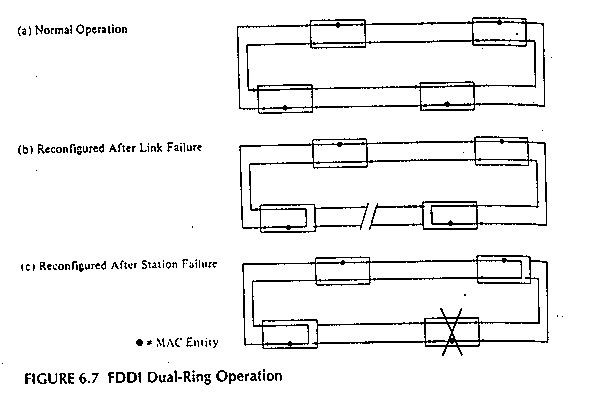 (a) Normal Operation
(b) Reconfigured After Link Failure
(c) Reconfigured After Station Failure
● = MAC Entity
FIGURE 6.7 FDDI Dual-Ring Operation